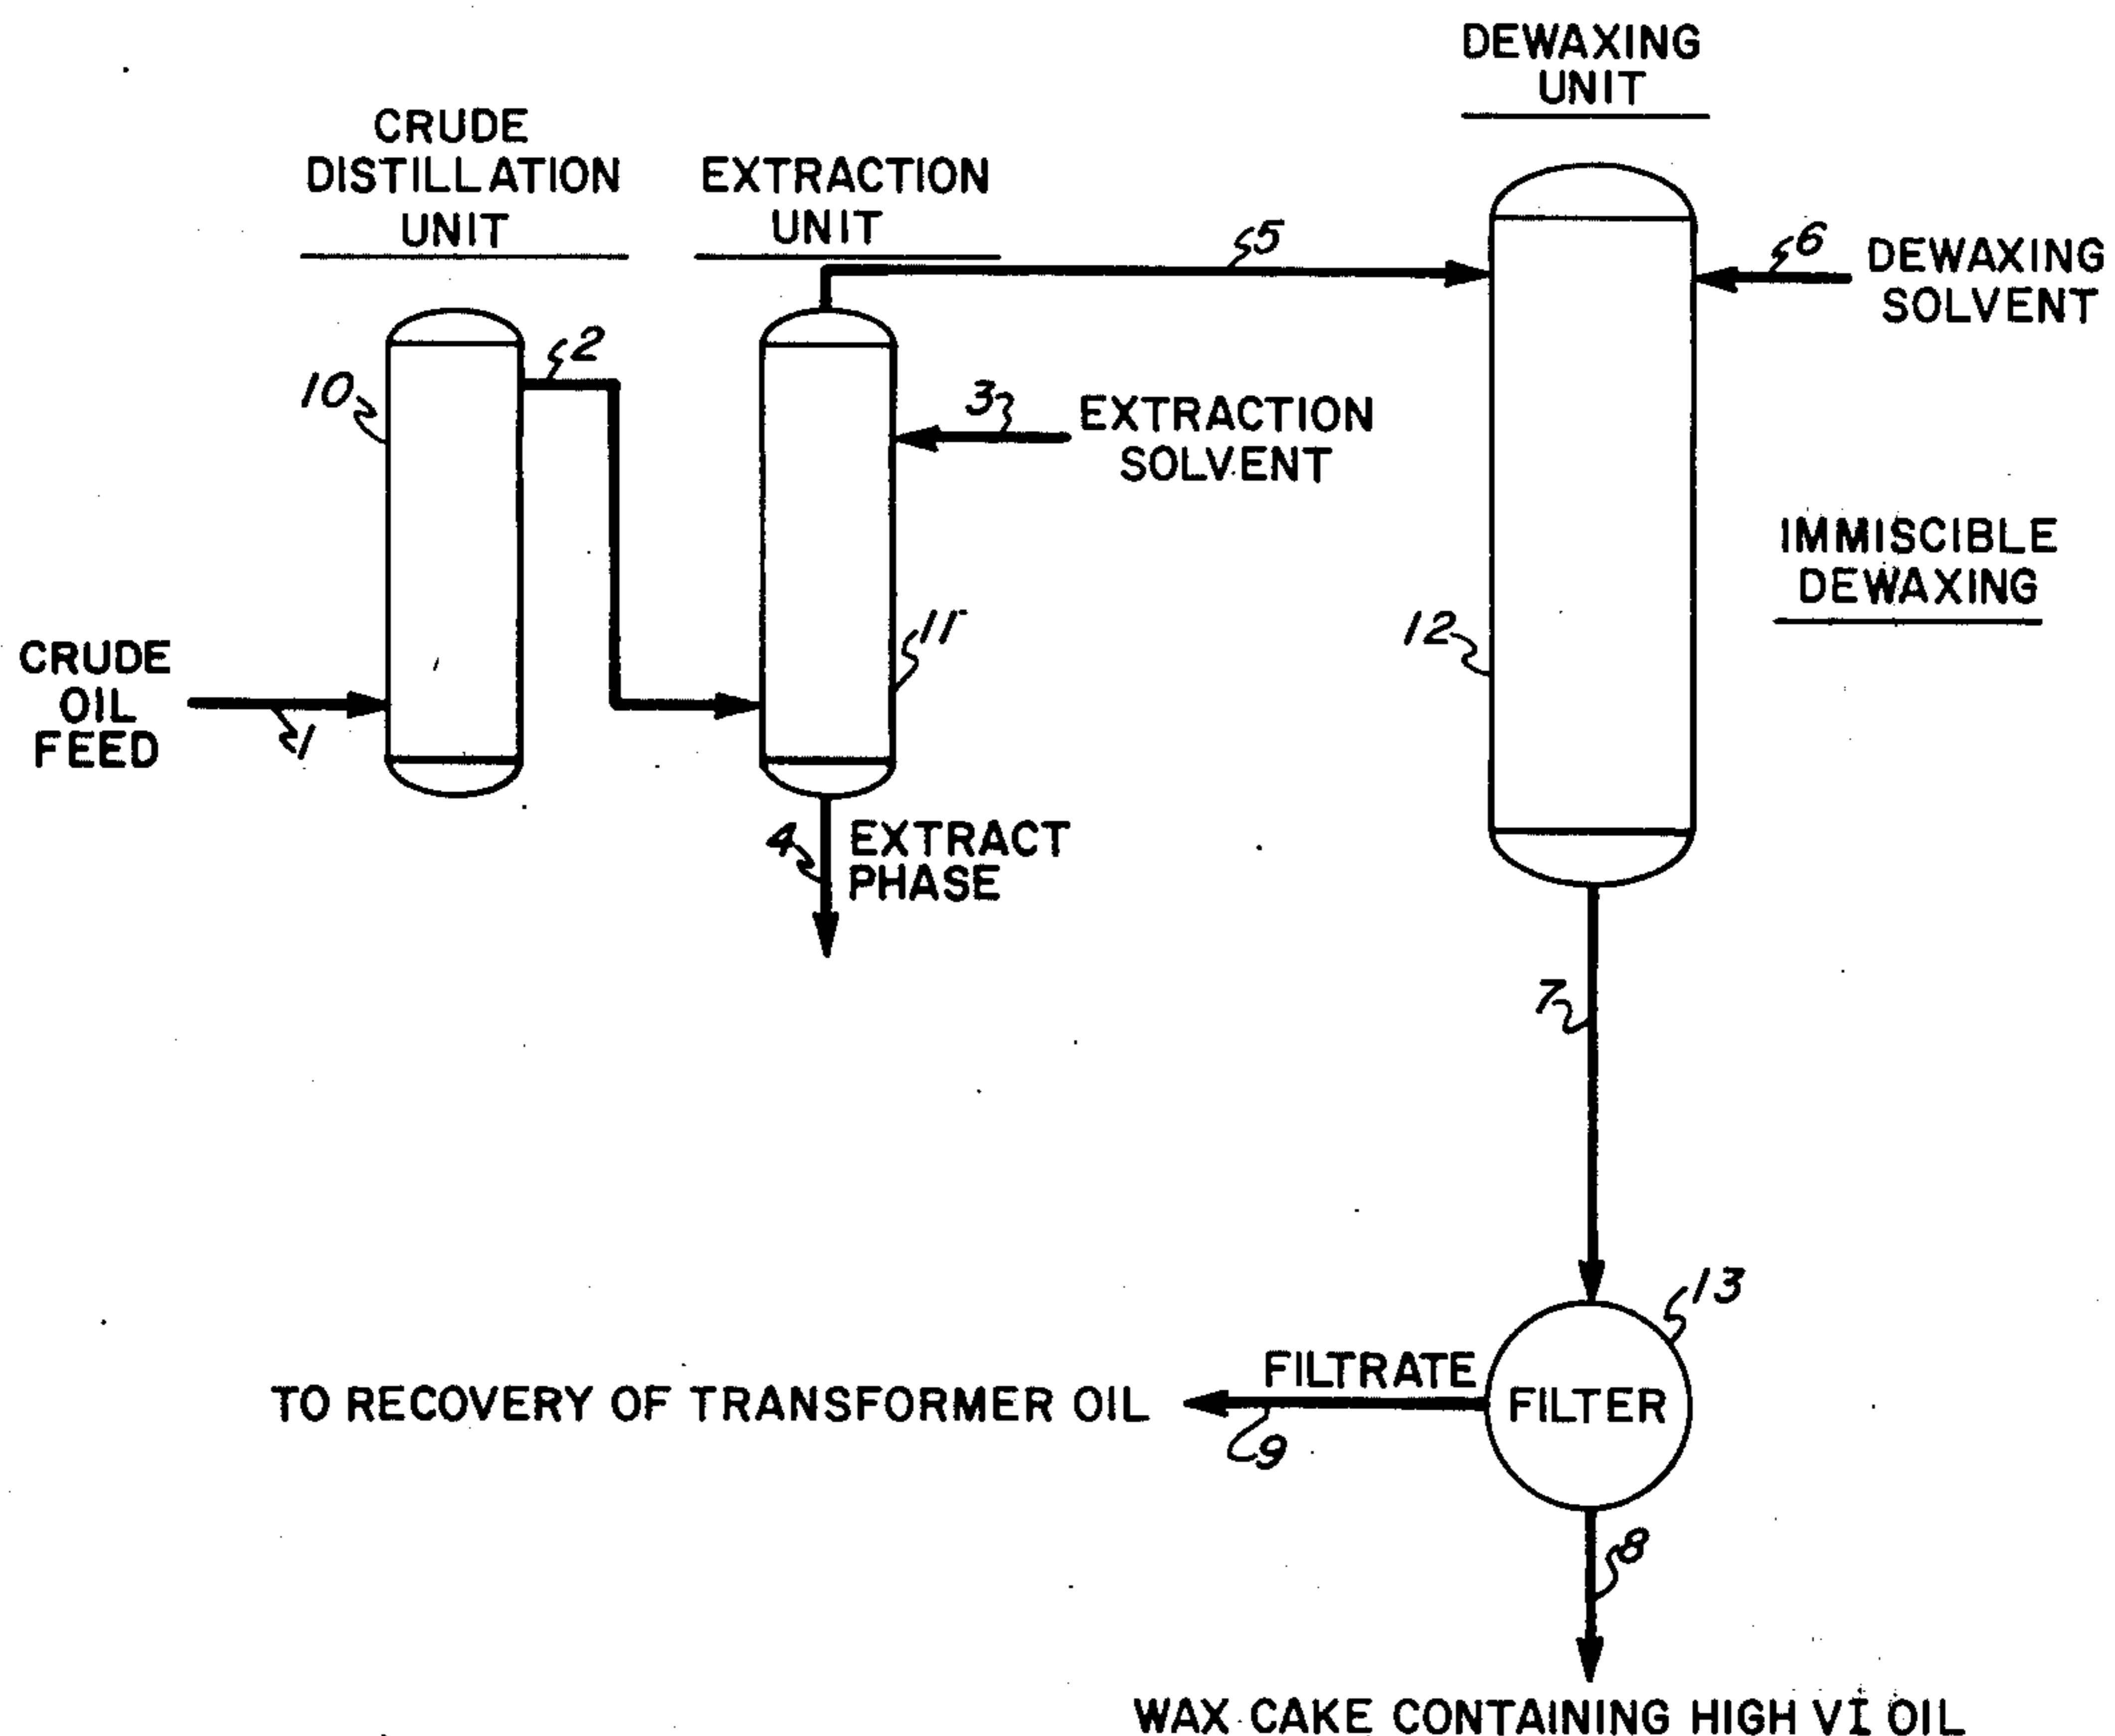 DEWAXING
UNIT
CRUDE
DISTILLATION
UNIT
EXTRACTION
UNIT
5
6
DEWAXING
SOLVENT
2
10
3
EXTRACTION
SOLVENT
IMMISCIBLE
DEWAXING
11
12
CRUDE
OIL
FEED
1
4
EXTRACT
PHASE
7
13
FILTRATE
FILTER
TO RECOVERY OF TRANSFORMER OIL
9
8
WAX CAKE CONTAINING HIGH VI OIL